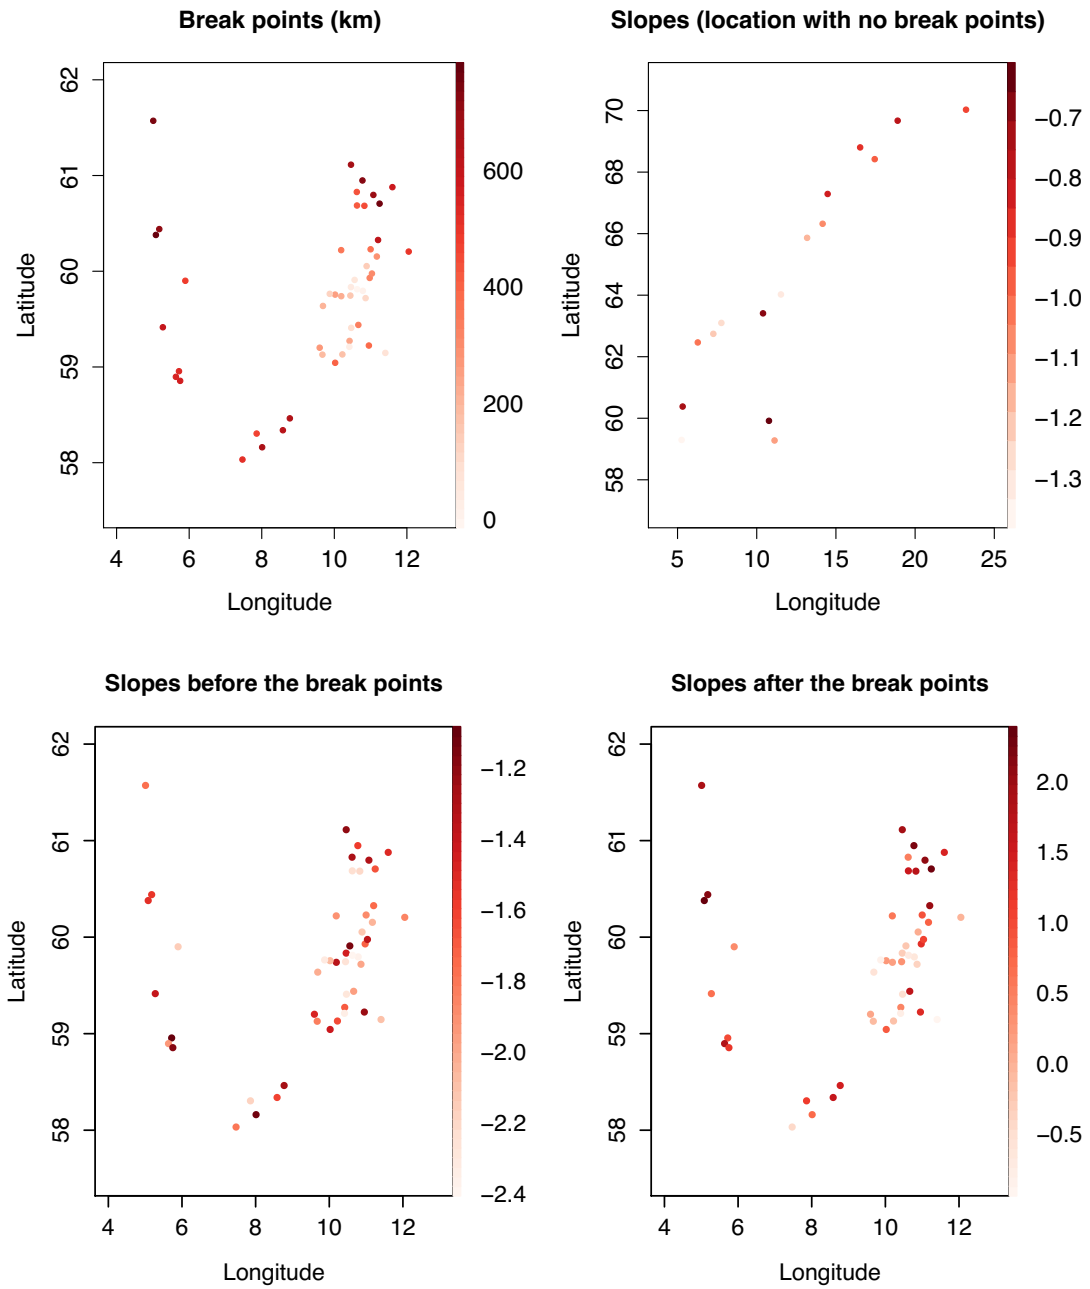 Break points (km)
Latitude
62
61
60
59
58
4 6 8 10 12
Longitude
600
400
200
0
Slopes (location with no break points)
Latitude
70
68
66
64
62
60
58
5 10 15 20 25
Longitude
−0.7
−0.8
−0.9
−1.0
−1.1
−1.2
−1.3
Slopes before the break points
Latitude
62
61
60
59
58
4 6 8 10 12
Longitude
−1.2
−1.4
−1.6
−1.8
−2.0
−2.2
−2.4
Slopes after the break points
Latitude
62
61
60
59
58
4 6 8 10 12
Longitude
2.0
1.5
1.0
0.5
0.0
−0.5